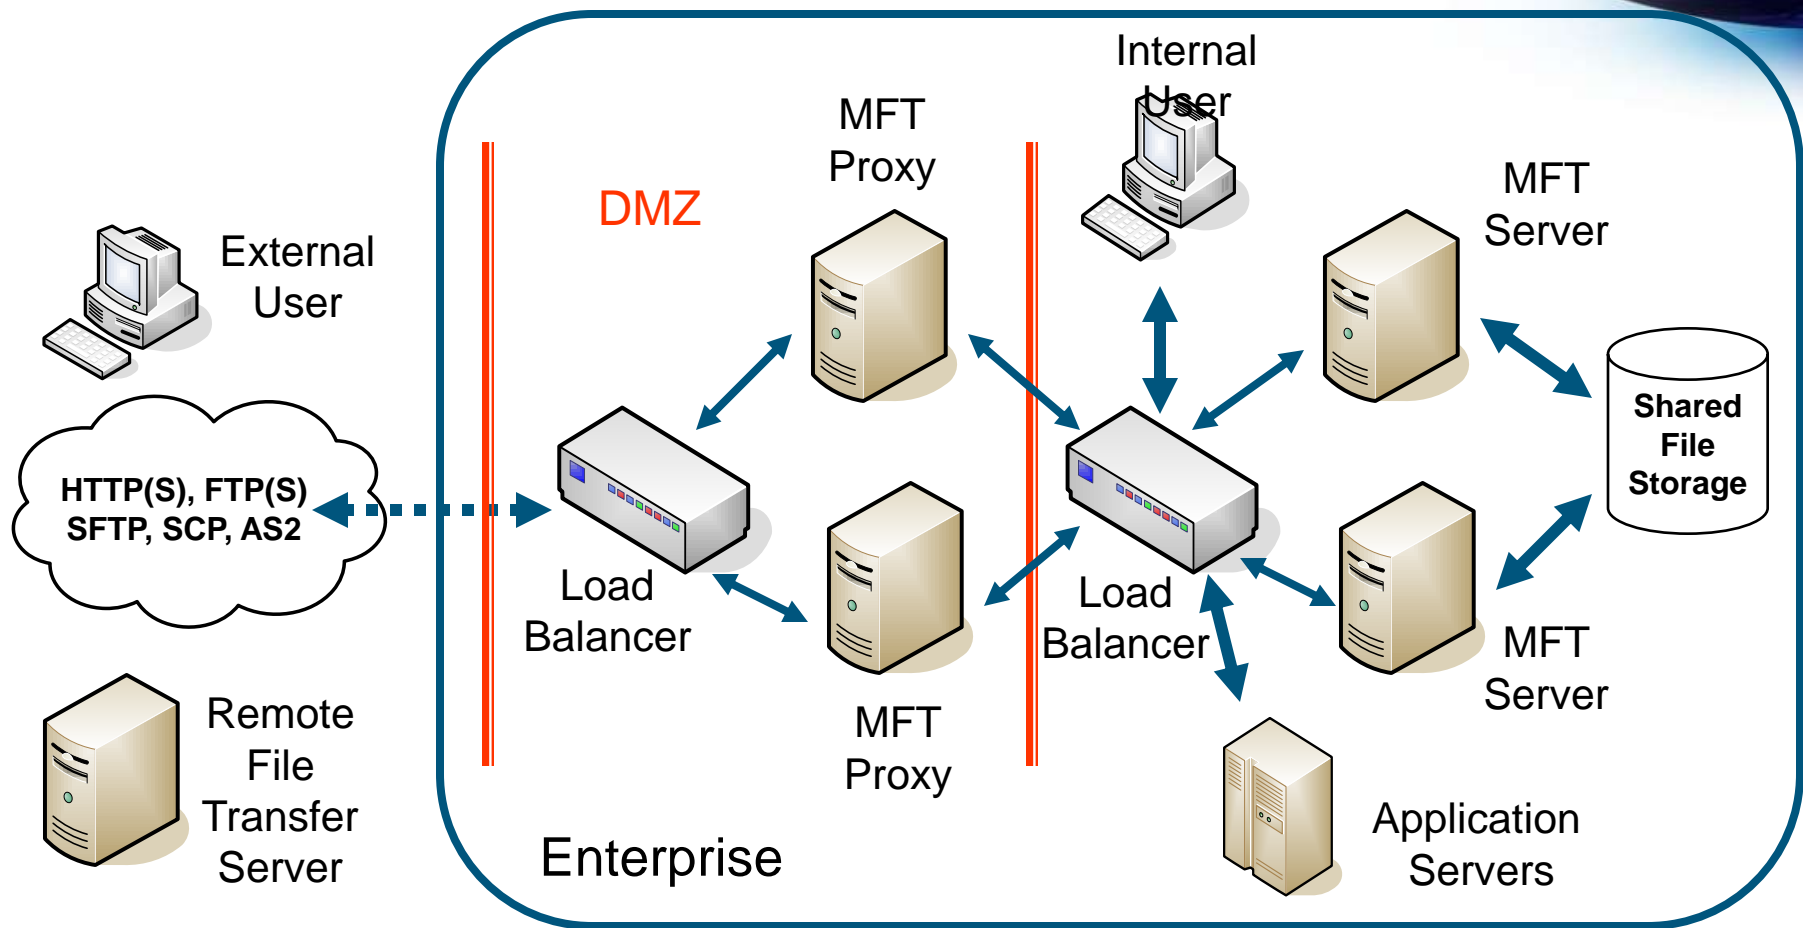 Internal
User
MFT
Proxy
DMZ
MFT
Server
External
User
HTTP(S), FTP(S)
SFTP, SCP, AS2
Shared
File
Storage
Load
Balancer
Load
Balancer
MFT
Server
Remote
File
Transfer
Server
MFT
Proxy
Application
Servers
Enterprise